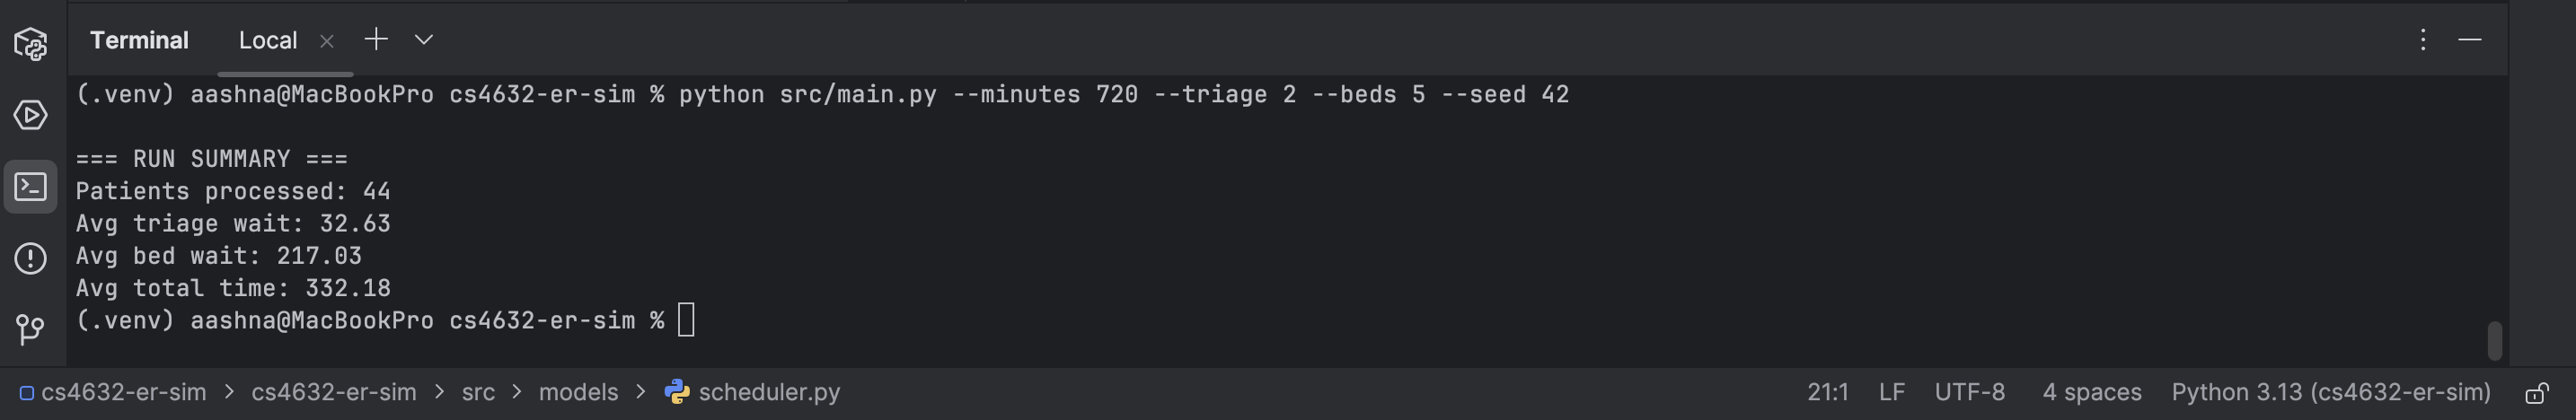 Terminal Local
(.venv) aashna@MacBookPro cs4632-er-sim % python src/main.py --minutes 720 --triage 2 --beds 5 --seed 42
=== RUN SUMMARY ===
Patients processed: 44
Avg triage wait: 32.63
Avg bed wait: 217.03
Avg total time: 332.18
(.venv) aashna@MacBookPro cs4632-er-sim %
cs4632-er-sim > cs4632-er-sim > src > models > scheduler.py 21:1 LF UTF-8 4 spaces Python 3.13 (cs4632-er-sim)